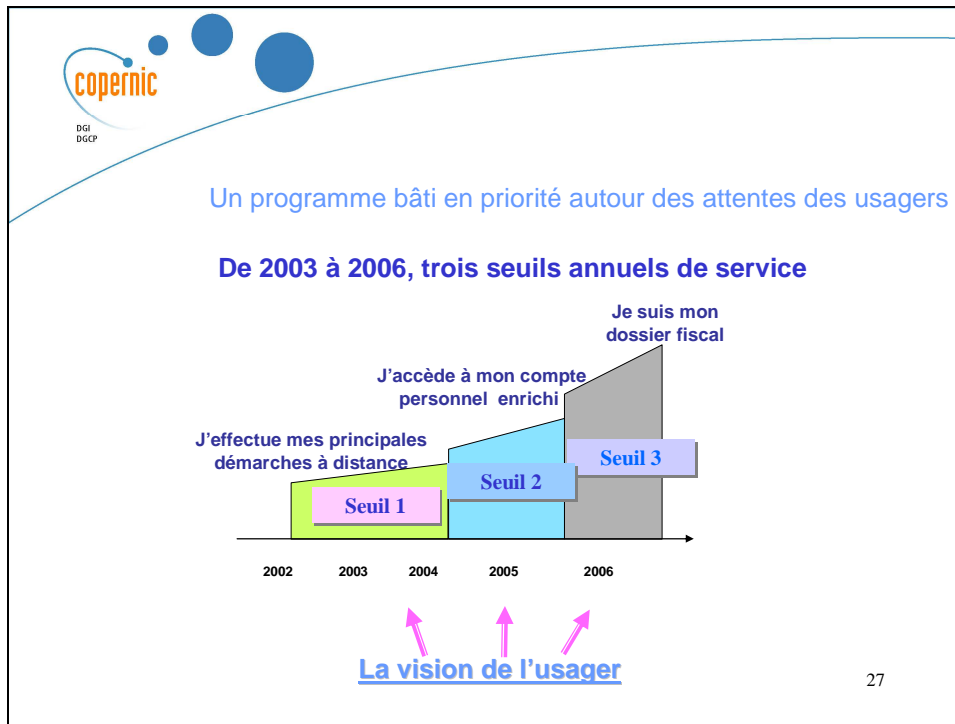 copernic
DGI
DGCP
Un programme bâti en priorité autour des attentes des usagers
De 2003 à 2006, trois seuils annuels de service
Je suis mon
dossier fiscal
J'accède à mon compte
personnel enrichi
J'effectue mes principales
démarches à distance
Seuil 1
Seuil 2
Seuil 3
2002 2003 2004 2005 2006
La vision de l'usager
27